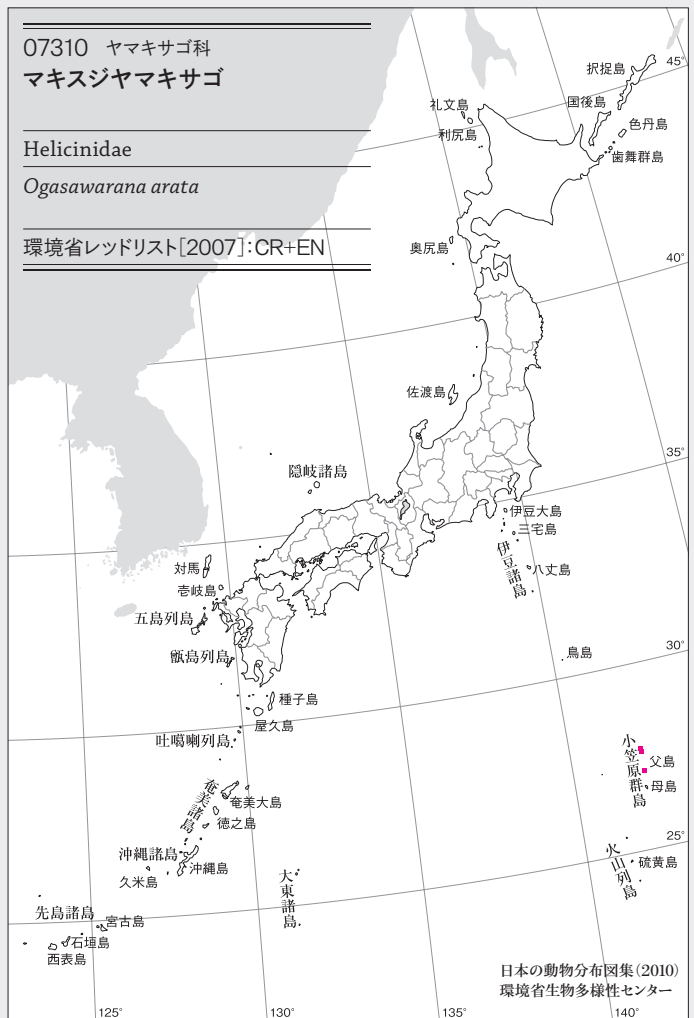 07310 ヤマキサゴ科
マキスジヤマキサゴ
Helicinidae
Ogasawarana arata
環境省レッドリスト[2007]:CR+EN
択捉島
45°
礼文島
国後島
色丹島
利尻島
歯舞群島
奥尻島
40°
佐渡島
35°
隠岐諸島
伊豆大島
三宅島
伊豆諸島
八丈島
対馬
壱岐島
五島列島
甑島列島
鳥島
30°
種子島
屋久島
吐噶喇列島
小笠原群島
父島
母島
奄美諸島
奄美大島
徳之島
25°
沖縄諸島
沖縄島
久米島
火山列島
硫黄島
大東諸島
先島諸島
宮古島
石垣島
西表島
日本の動物分布図集(2010)
環境省生物多様性センター
125°
130°
135°
140°